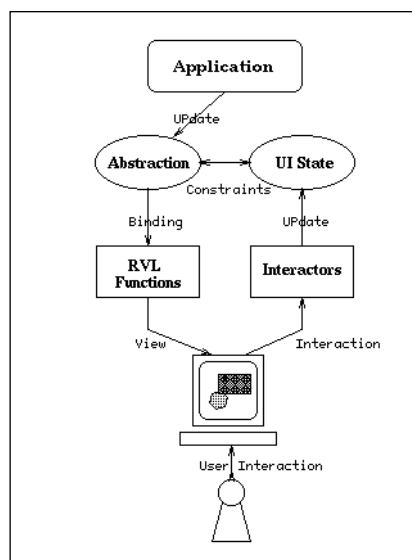 Application
UPdate
Abstraction
UI State
Constraints
Binding
UPdate
RVL
Functions
Interactors
View
Interaction
User Interaction